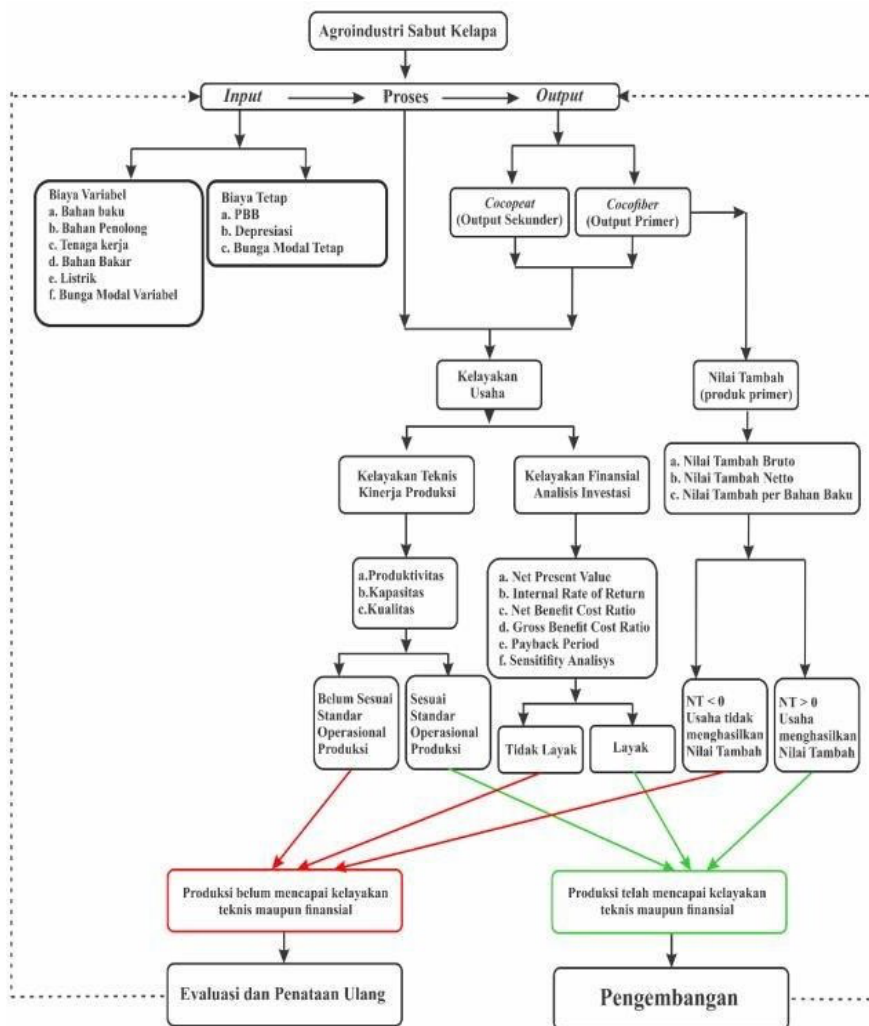 Agroindustri Sabut Kelapa
Input Proses Output
Biaya Variabel
a. Bahan baku
b. Bahan Penolong
c. Tenaga kerja
d. Bahan Bakar
e. Listrik
f. Bunga Modal Variabel
Biaya Tetap
a. PBB
b. Depresiasi
c. Bunga Modal Tetap
Cocopeat
(Output Sekunder)
Cocofiber
(Output Primer)
Kelayakan
Usaha
Nilai Tambah
(produk primer)
Kelayakan Teknis
Kinerja Produksi
Kelayakan Finansial
Analisis Investasi
a. Nilai Tambah Bruto
b. Nilai Tambah Netto
c. Nilai Tambah per Bahan Baku
a.Produktivitas
b.Kapasitas
c.Kualitas
a. Net Present Value
b. Internal Rate of Return
c. Net Benefit Cost Ratio
d. Gross Benefit Cost Ratio
e. Payback Period
f. Sensitifity Analisys
Belum Sesuai
Standar
Operasional
Produksi
Sesuai
Standar
Operasional
Produksi
Tidak Layak
Layak
NT < 0
Usaha tidak
menghasilkan
Nilai Tambah
NT > 0
Usaha
menghasilkan
Nilai Tambah
Produksi belum mencapai kelayakan
teknis maupun finansial
Produksi telah mencapai kelayakan
teknis maupun finansial
Evaluasi dan Penataan Ulang
Pengembangan